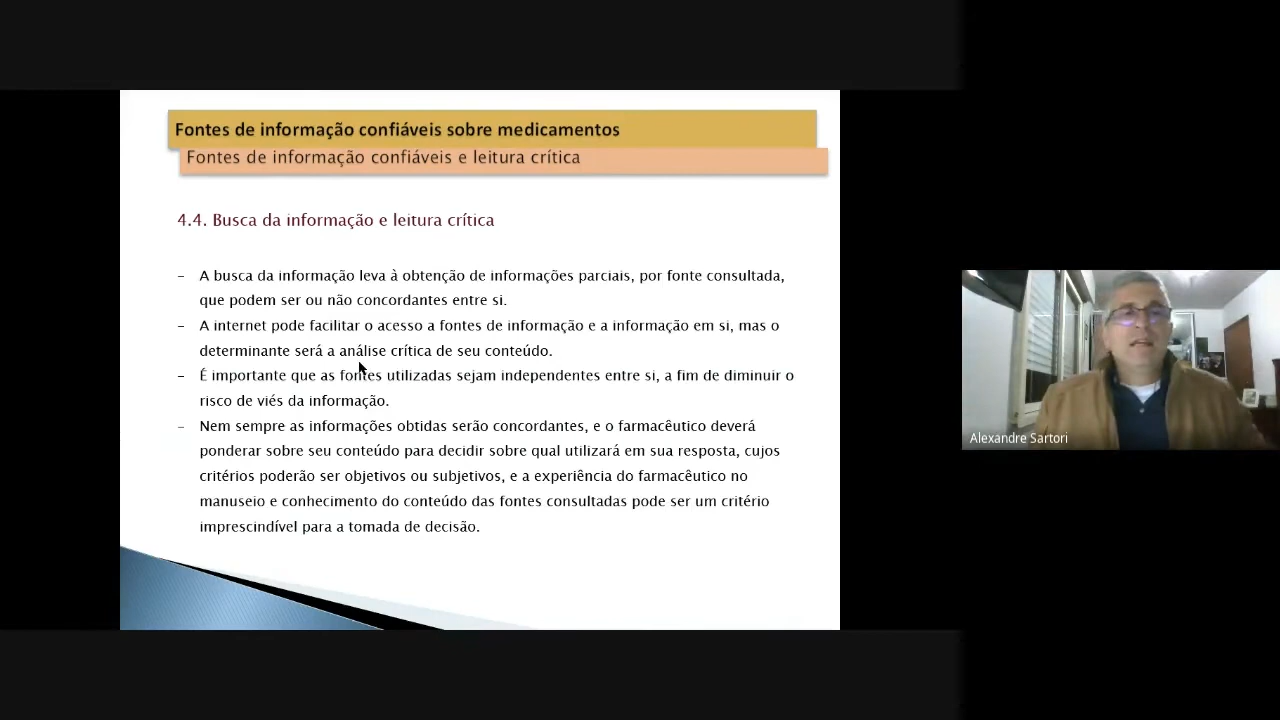 Fontes de informação confiáveis sobre medicamentos
Fontes de informação confiáveis e leitura crítica
4.4. Busca da informação e leitura crítica
– A busca da informação leva à obtenção de informações parciais, por fonte consultada,
que podem ser ou não concordantes entre si.
– A internet pode facilitar o acesso a fontes de informação e a informação em si, mas o
determinante será a análise crítica de seu conteúdo.
– É importante que as fontes utilizadas sejam independentes entre si, a fim de diminuir o
risco de viés da informação.
– Nem sempre as informações obtidas serão concordantes, e o farmacêutico deverá
ponderar sobre seu conteúdo para decidir sobre qual utilizará em sua resposta, cujos
critérios poderão ser objetivos ou subjetivos, e a experiência do farmacêutico no
manuseio e conhecimento do conteúdo das fontes consultadas pode ser um critério
imprescindível para a tomada de decisão.
Alexandre Sartori